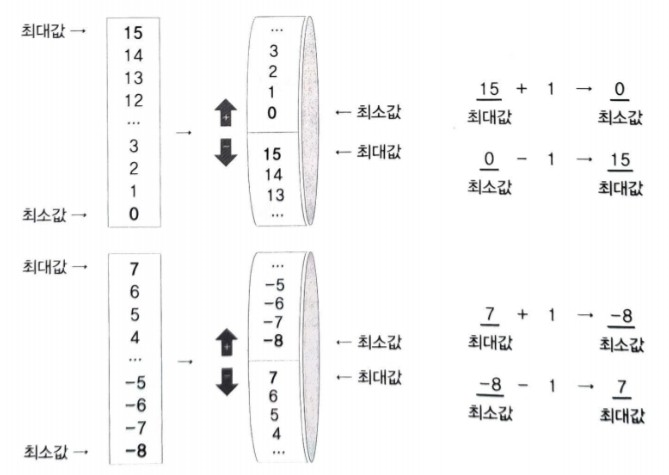 최대값 →
15
14
13
12
...
3
2
1
최소값 →
0
→
...
3
2
1
0
+
−
15
14
13
...
← 최소값
← 최대값
15 + 1 → 0
최대값 최소값
0 − 1 → 15
최소값 최대값
최대값 →
7
6
5
4
...
−5
−6
−7
최소값 →
−8
→
...
−5
−6
−7
−8
+
−
7
6
5
4
...
← 최소값
← 최대값
7 + 1 → −8
최대값 최소값
−8 − 1 → 7
최소값 최대값